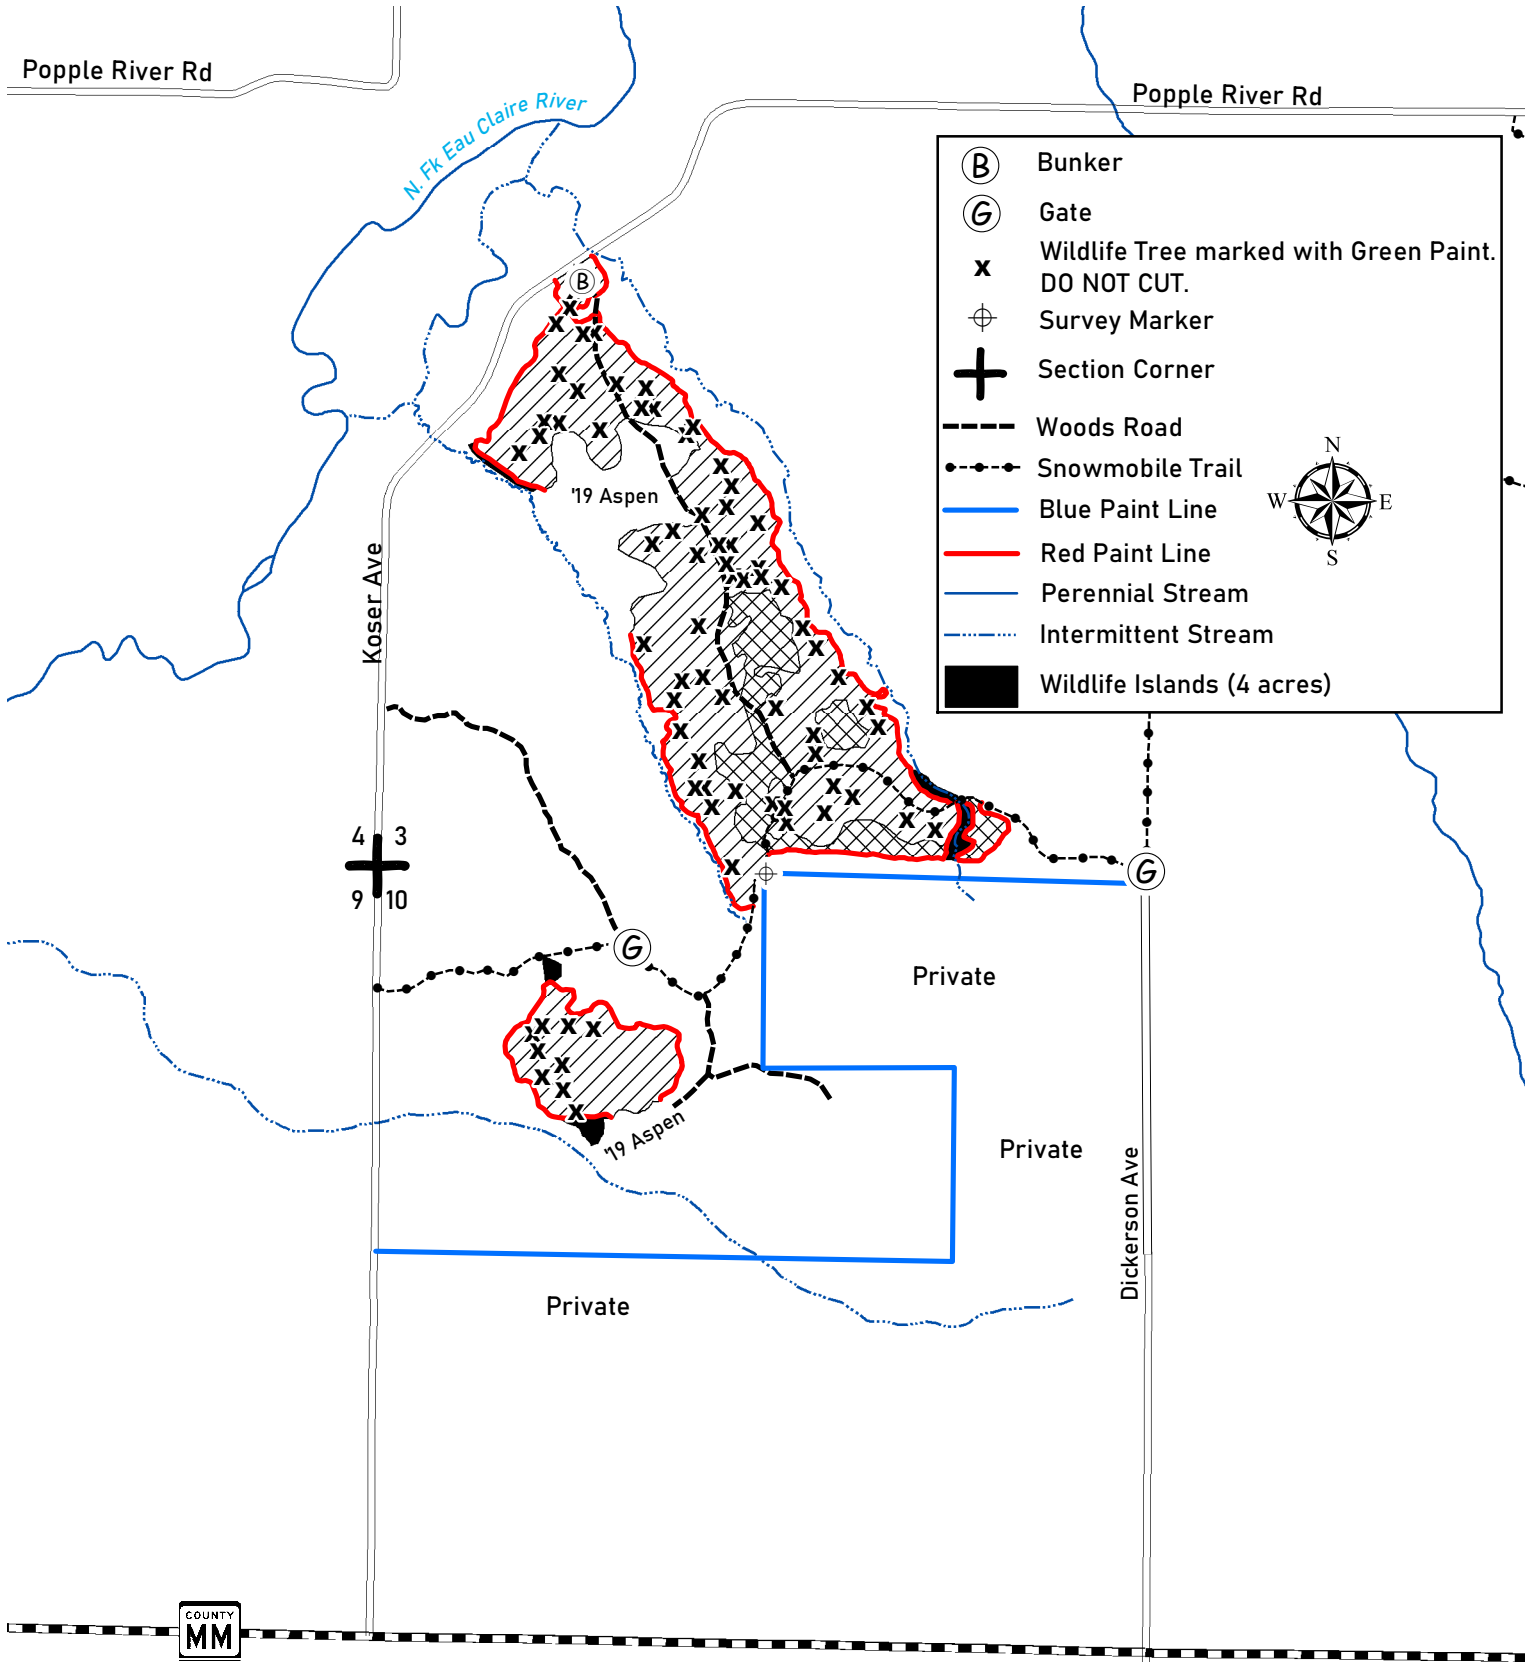 Popple River Rd
Popple River Rd
N. Fk Eau Claire River
B
Bunker
G
Gate
x
Wildlife Tree marked with Green Paint.
DO NOT CUT.
Survey Marker
Section Corner
Woods Road
Snowmobile Trail
Blue Paint Line
Red Paint Line
Perennial Stream
Intermittent Stream
Wildlife Islands (4 acres)
N
W E
S
B
'19 Aspen
Koser Ave
4 3
9 10
G
G
Private
Private
'19 Aspen
Dickerson Ave
Private
COUNTY
MM